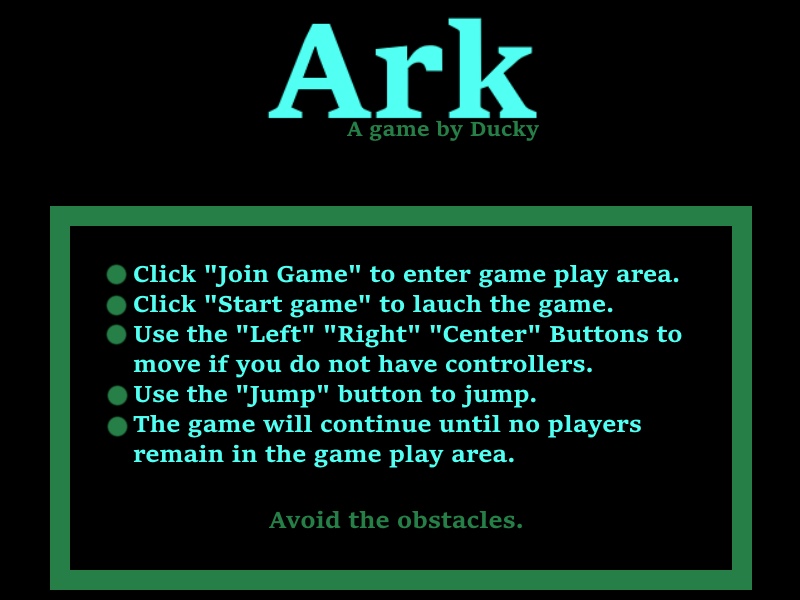 Ark
A game by Ducky
Click "Join Game" to enter game play area.
Click "Start game" to lauch the game.
Use the "Left" "Right" "Center" Buttons to
move if you do not have controllers.
Use the "Jump" button to jump.
The game will continue until no players
remain in the game play area.
Avoid the obstacles.